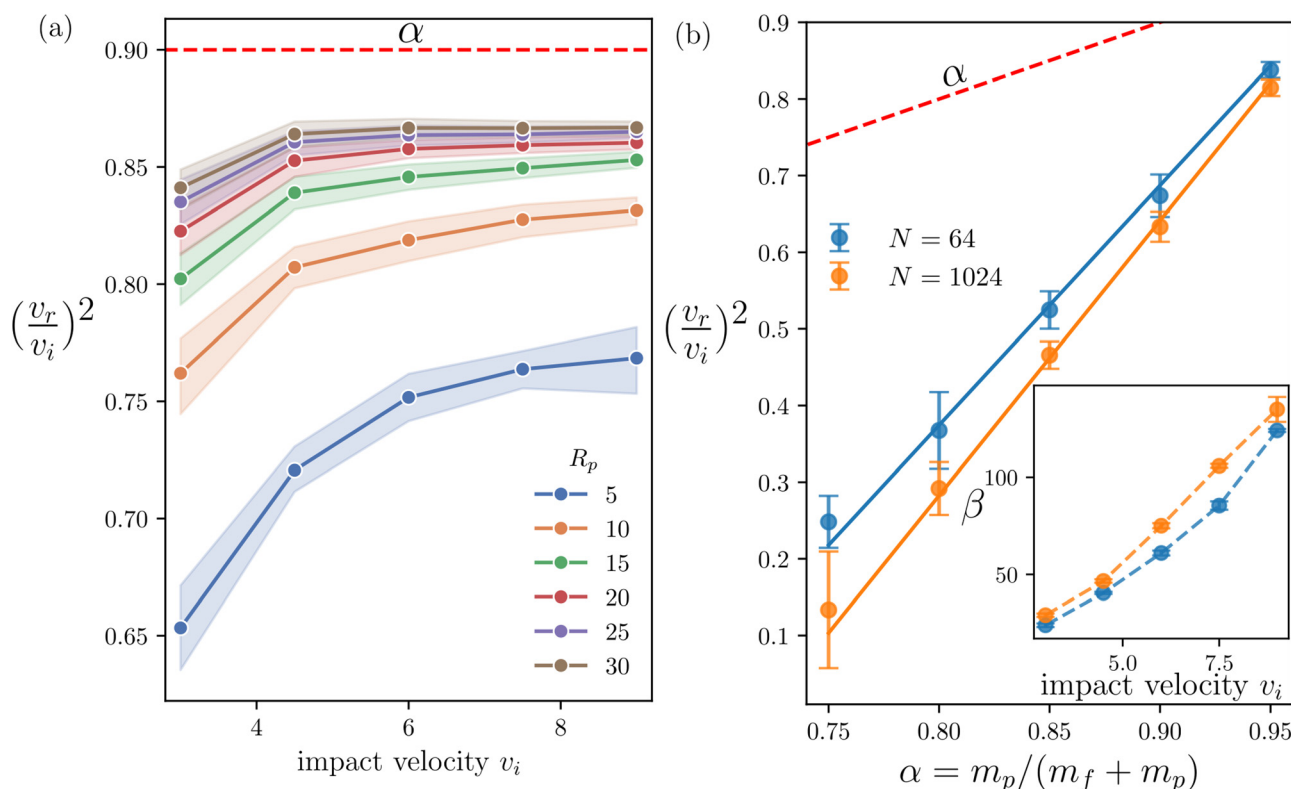 (a)
α
0.90
0.85
0.80
0.75
0.70
0.65
(v_r/v_i)^2
R_p
5
10
15
20
25
30
4
6
8
impact velocity v_i
(b)
0.9
0.8
0.7
0.6
0.5
0.4
0.3
0.2
0.1
(v_r/v_i)^2
α
N = 64
N = 1024
β
100
50
5.0
7.5
impact velocity v_i
0.75
0.80
0.85
0.90
0.95
α = m_p/(m_f + m_p)